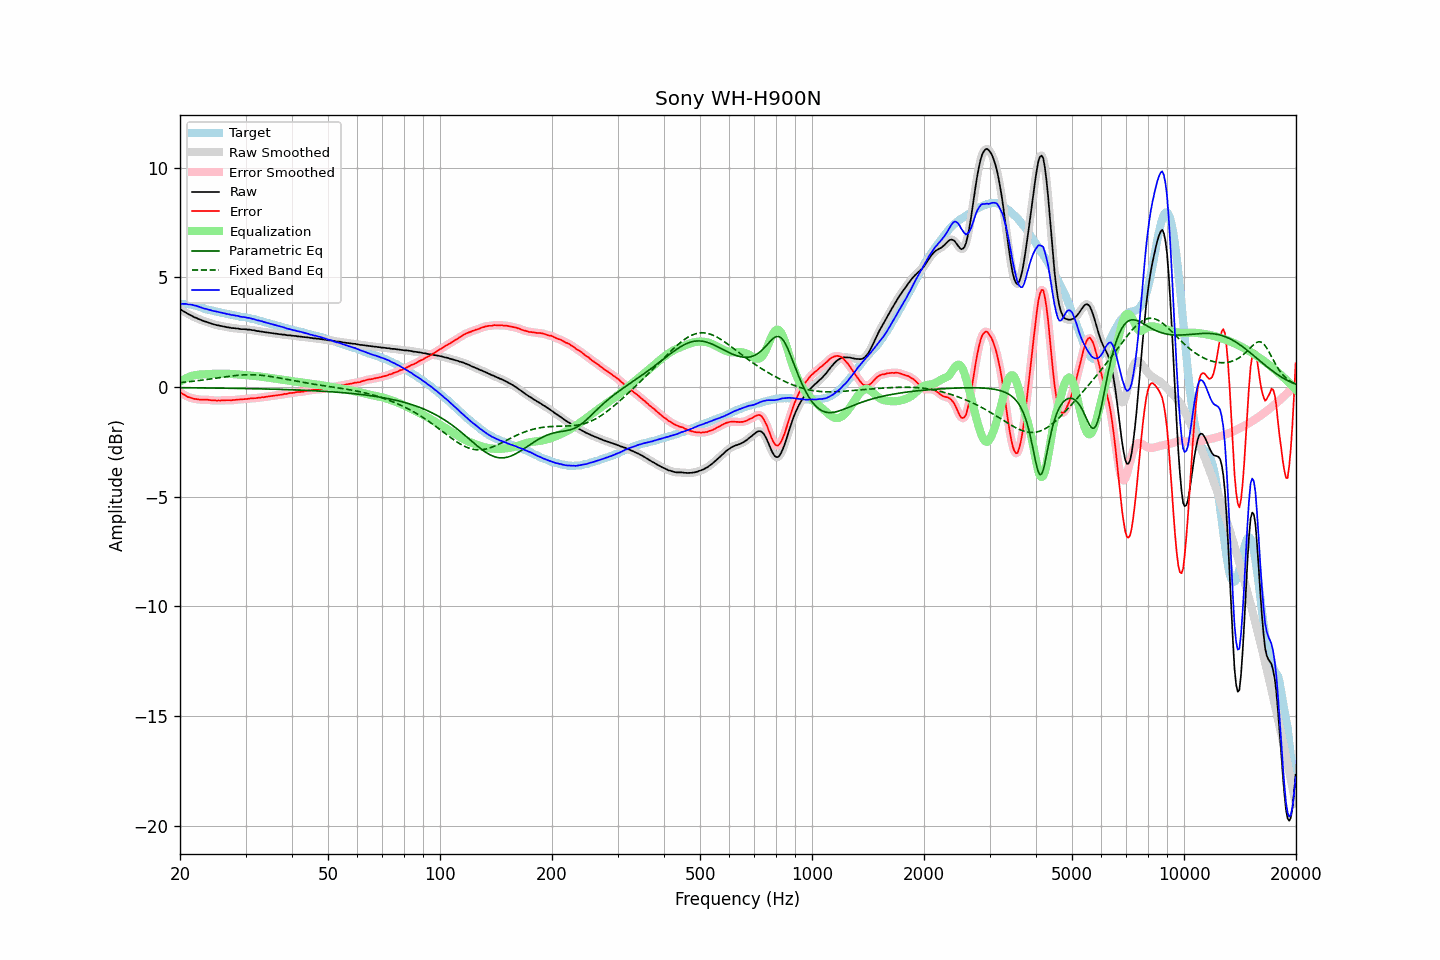 Sony WH-H900N
Target
Raw Smoothed
Error Smoothed
Raw
Error
Equalization
Parametric Eq
Fixed Band Eq
Equalized
10
5
0
−5
−10
−15
−20
Amplitude (dBr)
20
50
100
200
500
1000
2000
5000
10000
20000
Frequency (Hz)